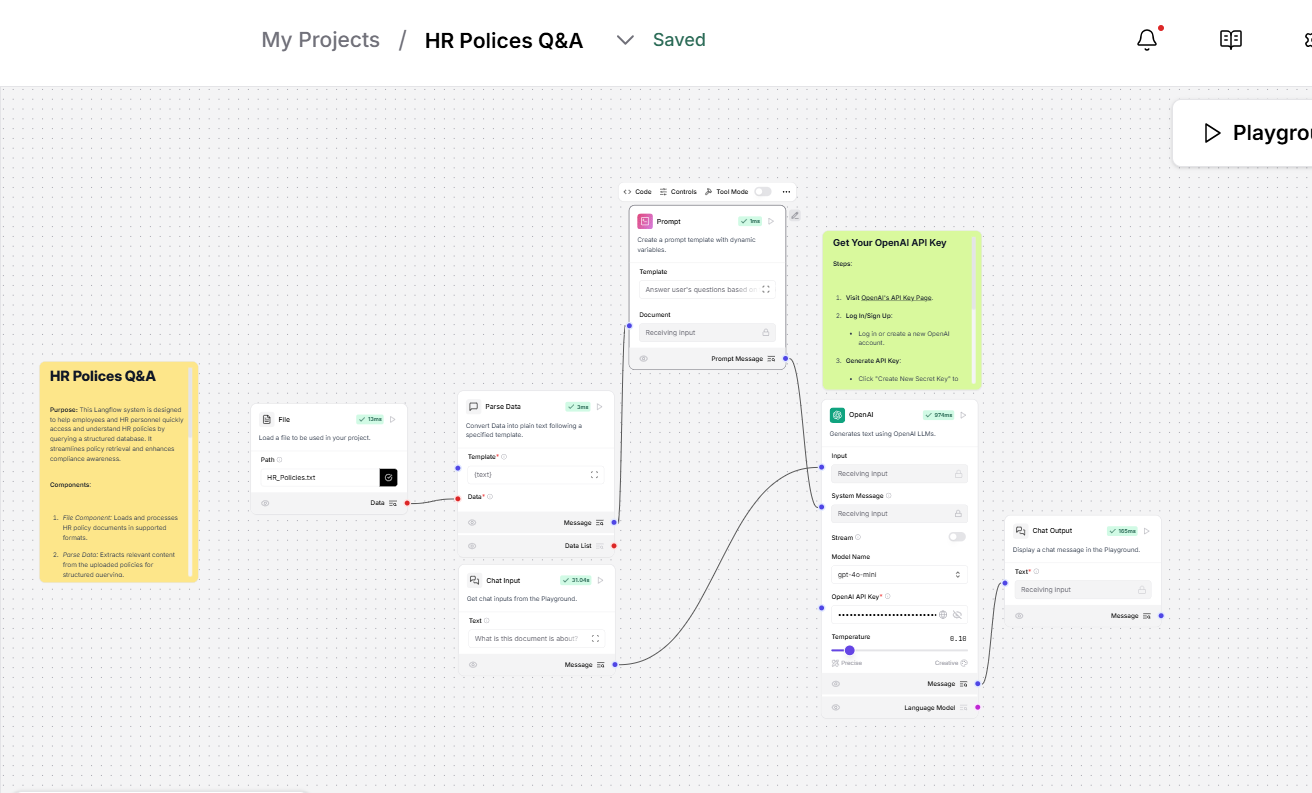 My Projects / HR Polices Q&A Saved
Playgrou
Code Controls Tool Mode
Prompt 1ms
Create a prompt template with dynamic
variables.
Template
Answer user's questions based on
Document
Receiving input
Prompt Message
Get Your OpenAI API Key
Steps:
1. Visit OpenAI's API Key Page.
2. Log In/Sign Up:
• Log in or create a new OpenAI
account.
3. Generate API Key:
• Click "Create New Secret Key" to
HR Polices Q&A
Purpose: This Langflow system is designed
to help employees and HR personnel quickly
access and understand HR policies by
querying a structured database. It
streamlines policy retrieval and enhances
compliance awareness.
Components:
1. File Component: Loads and processes
HR policy documents in supported
formats.
2. Parse Data: Extracts relevant content
from the uploaded policies for
structured querying.
File 13ms
Load a file to be used in your project.
Path
HR_Policies.txt
Data
Parse Data 3ms
Convert Data into plain text following a
specified template.
Template*
{text}
Data*
Message
Data List
Chat Input 31.04s
Get chat inputs from the Playground.
Text
What is this document is about?
Message
OpenAI 974ms
Generates text using OpenAI LLMs.
Input
Receiving input
System Message
Receiving input
Stream
Model Name
gpt-4o-mini
OpenAI API Key*
Temperature 0.10
Precise Creative
Message
Language Model
Chat Output 165ms
Display a chat message in the Playground.
Text*
Receiving input
Message